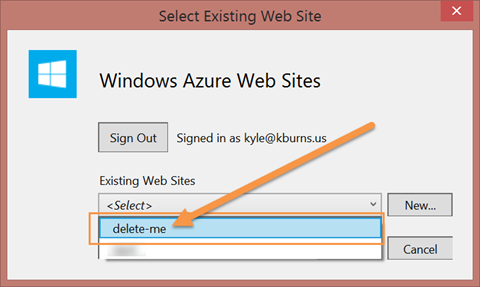 Select Existing Web Site
Windows Azure Web Sites
Sign Out
Signed in as kyle@kburns.us
Existing Web Sites
<Select>
New...
delete-me
Cancel